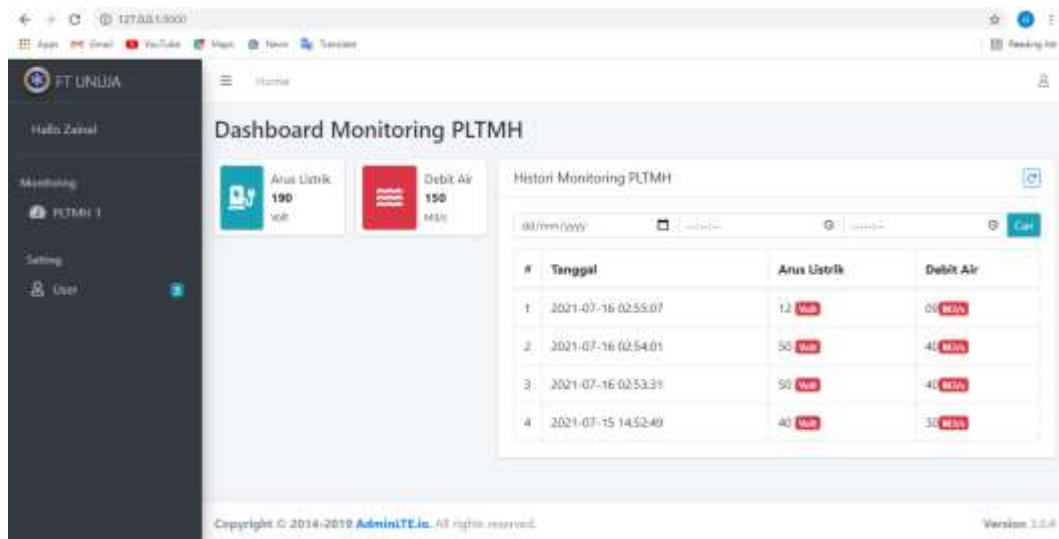 127.0.0.1:8000
Apps Gmail YouTube Maps News Translate
Reading list
FT UNUJA
Home
Hallo Zainal
Dashboard Monitoring PLTMH
Monitoring
PLTMH 1
Setting
User
Arus Listrik
190
Volt
Debit Air
150
M3/s
Histori Monitoring PLTMH
dd/mm/yyyy --:--:-- --:--:-- Cari
# Tanggal Arus Listrik Debit Air
1 2021-07-16 02:55:07 12 Volt 09 M3/s
2 2021-07-16 02:54:01 50 Volt 40 M3/s
3 2021-07-16 02:53:31 50 Volt 40 M3/s
4 2021-07-15 14:52:49 40 Volt 30 M3/s
Copyright © 2014-2019 AdminLTE.io. All rights reserved.
Version 3.0.4